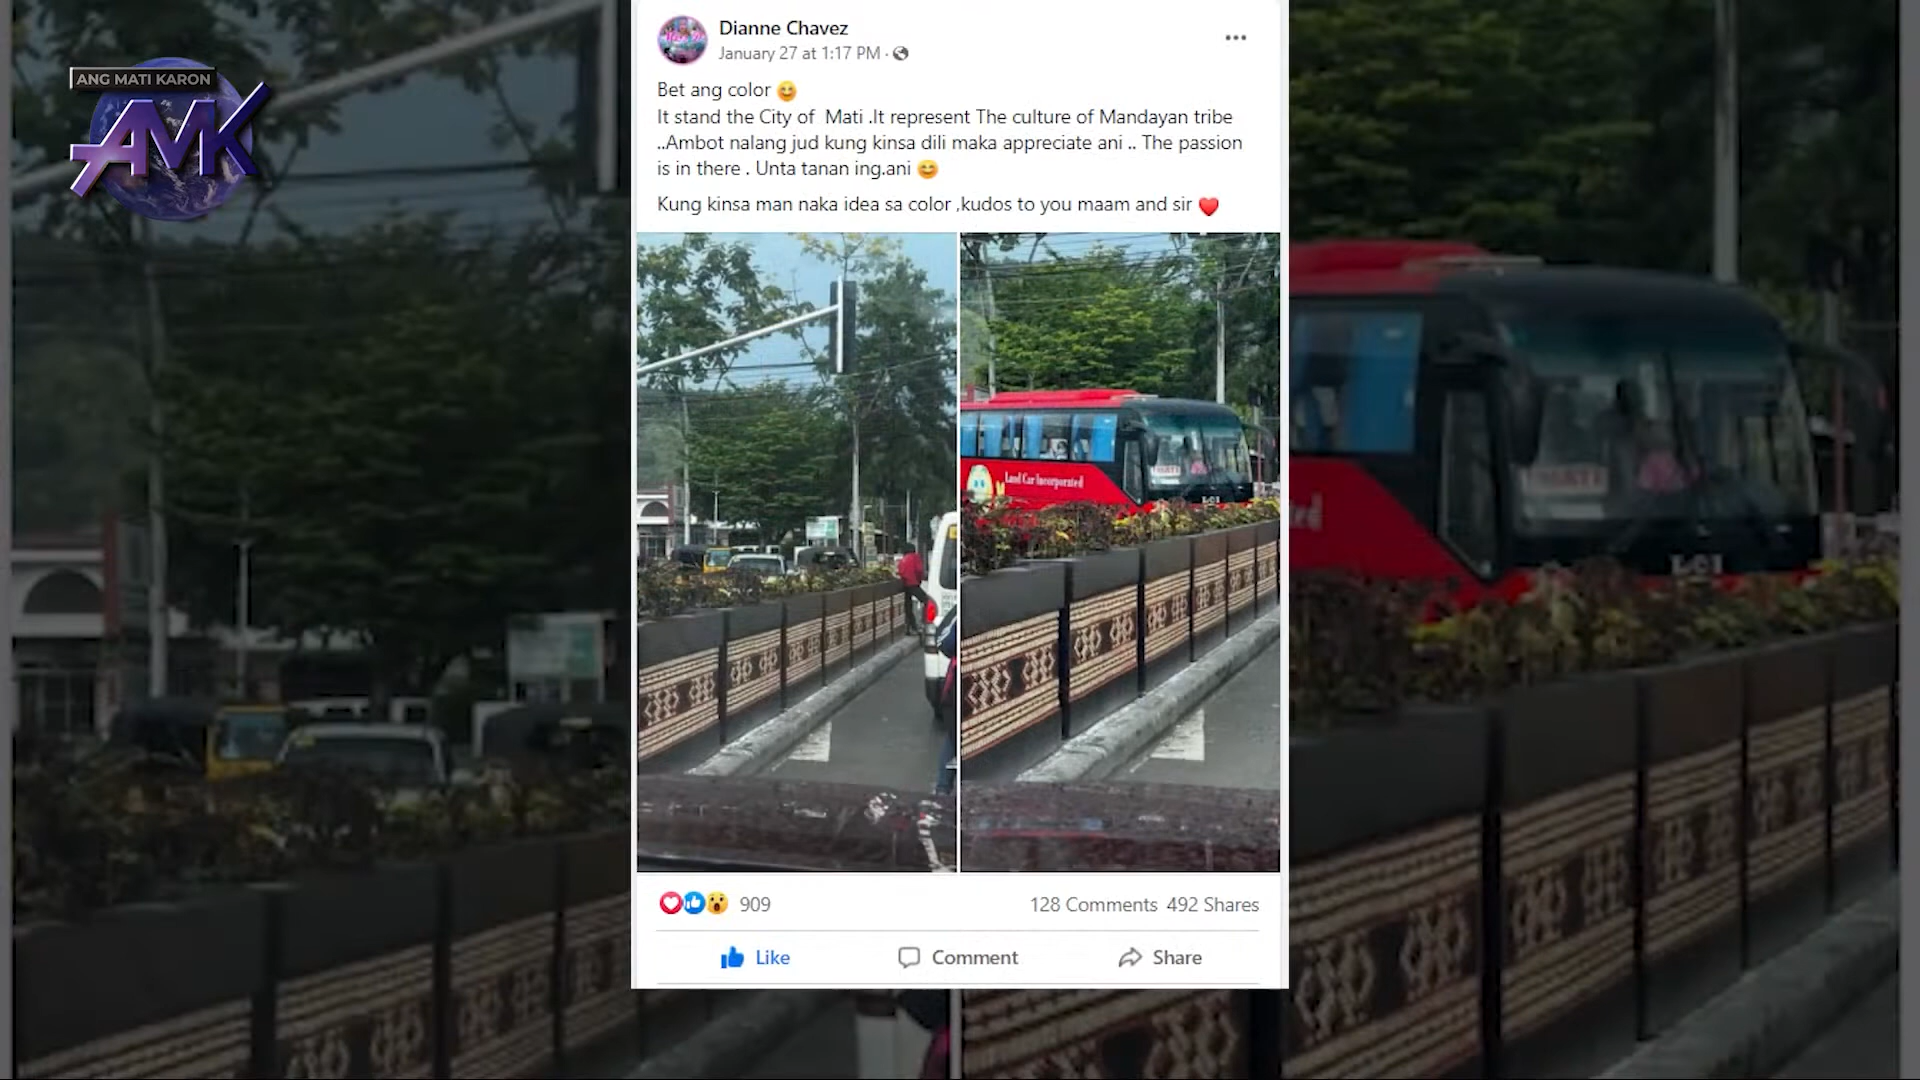 ANG MATI KARON
AMK
Dianne Chavez
January 27 at 1:17 PM ·
Bet ang color 😊
It stand the City of Mati .It represent The culture of Mandayan tribe
..Ambot nalang jud kung kinsa dili maka appreciate ani .. The passion
is in there . Unta tanan ing.ani 😊
Kung kinsa man naka idea sa color ,kudos to you maam and sir ❤️
MATI
Land Car Incorporated
909
128 Comments 492 Shares
Like
Comment
Share